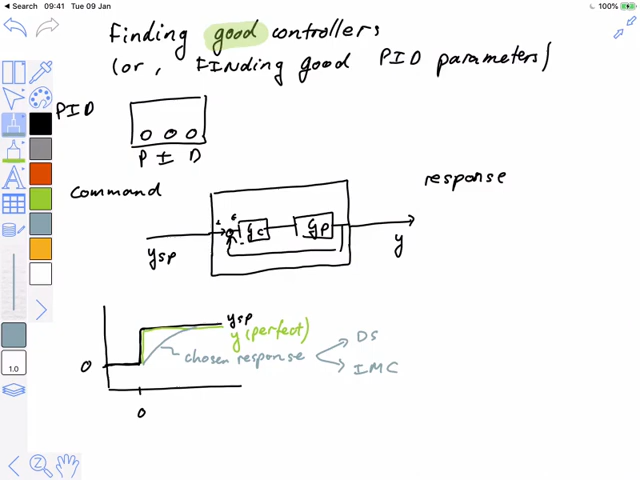 Search 09:41 Tue 09 Jan 100%
Finding good controllers
(or, Finding good PID parameters)
PID
P I D
command
response
+ e
gc
gp
-
ysp
y
ysp
y (perfect)
DS
chosen response
0
IMC
0
1.0